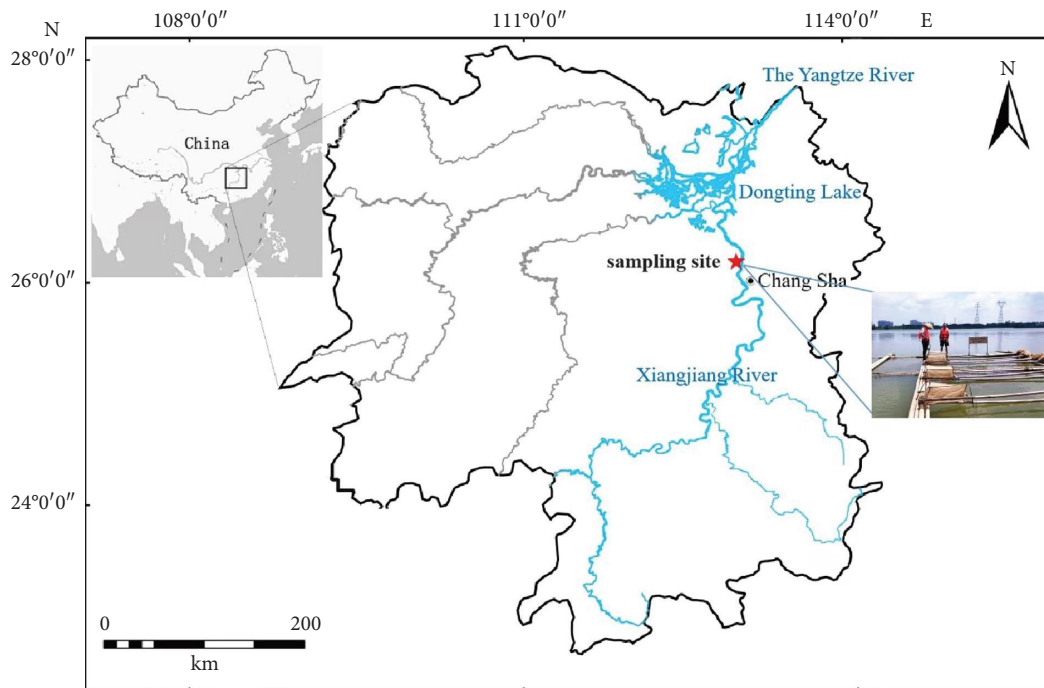 108°0′0″
111°0′0″
114°0′0″
N
E
28°0′0″
The Yangtze River
N
China
Dongting Lake
sampling site
26°0′0″
Chang Sha
Xiangjiang River
24°0′0″
0
200
km